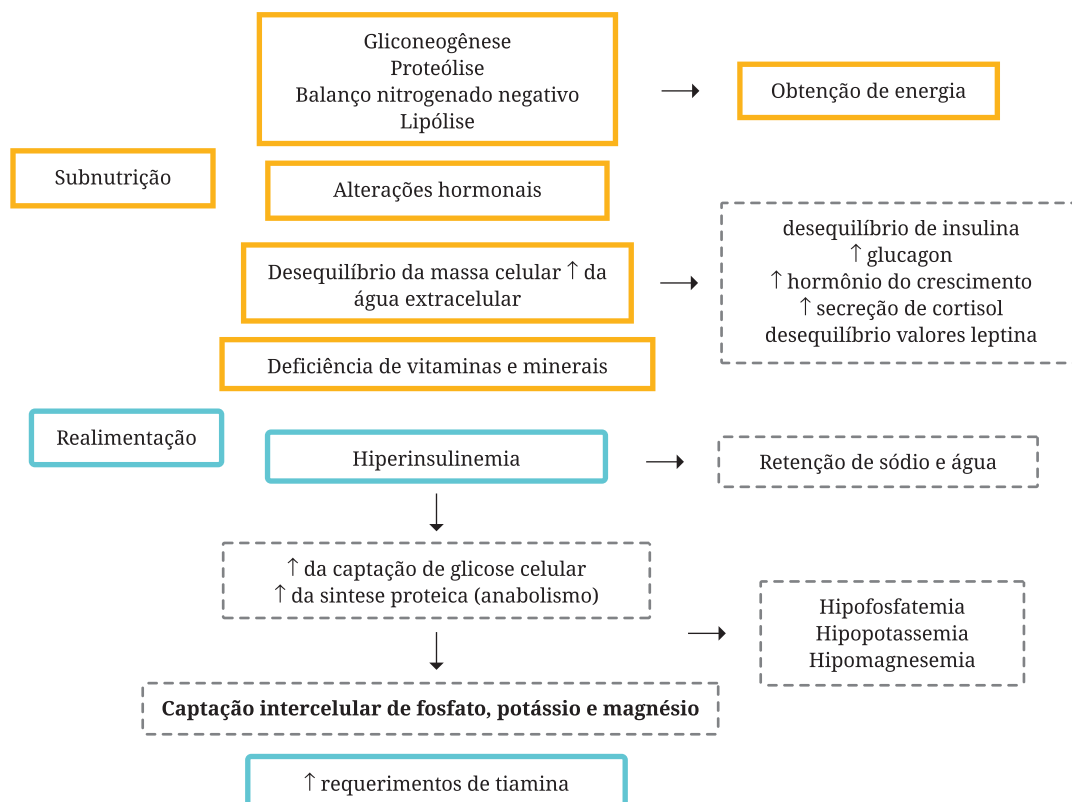 Gliconeogênese
Proteólise
Balanço nitrogenado negativo
Lipólise
Obtenção de energia
Subnutrição
Alterações hormonais
Desequilíbrio da massa celular ↑ da
água extracelular
desequilíbrio de insulina
↑ glucagon
↑ hormônio do crescimento
↑ secreção de cortisol
desequilíbrio valores leptina
Deficiência de vitaminas e minerais
Realimentação
Hiperinsulinemia
Retenção de sódio e água
↑ da captação de glicose celular
↑ da sintese proteica (anabolismo)
Hipofosfatemia
Hipopotassemia
Hipomagnesemia
Captação intercelular de fosfato, potássio e magnésio
↑ requerimentos de tiamina